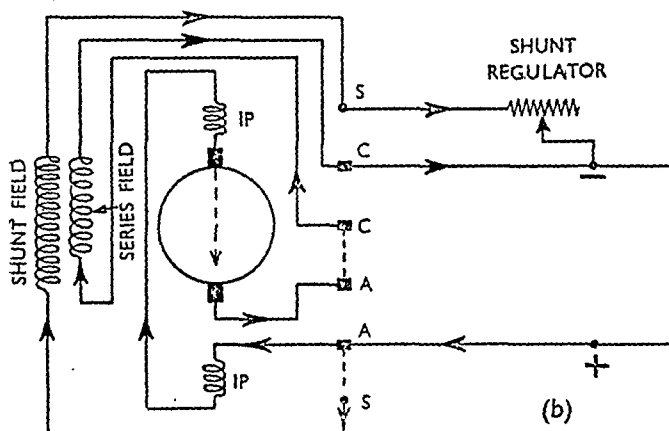 SHUNT
REGULATOR
S
IP
C
SHUNT FIELD
SERIES FIELD
C
A
A
IP
S
+
−
(b)